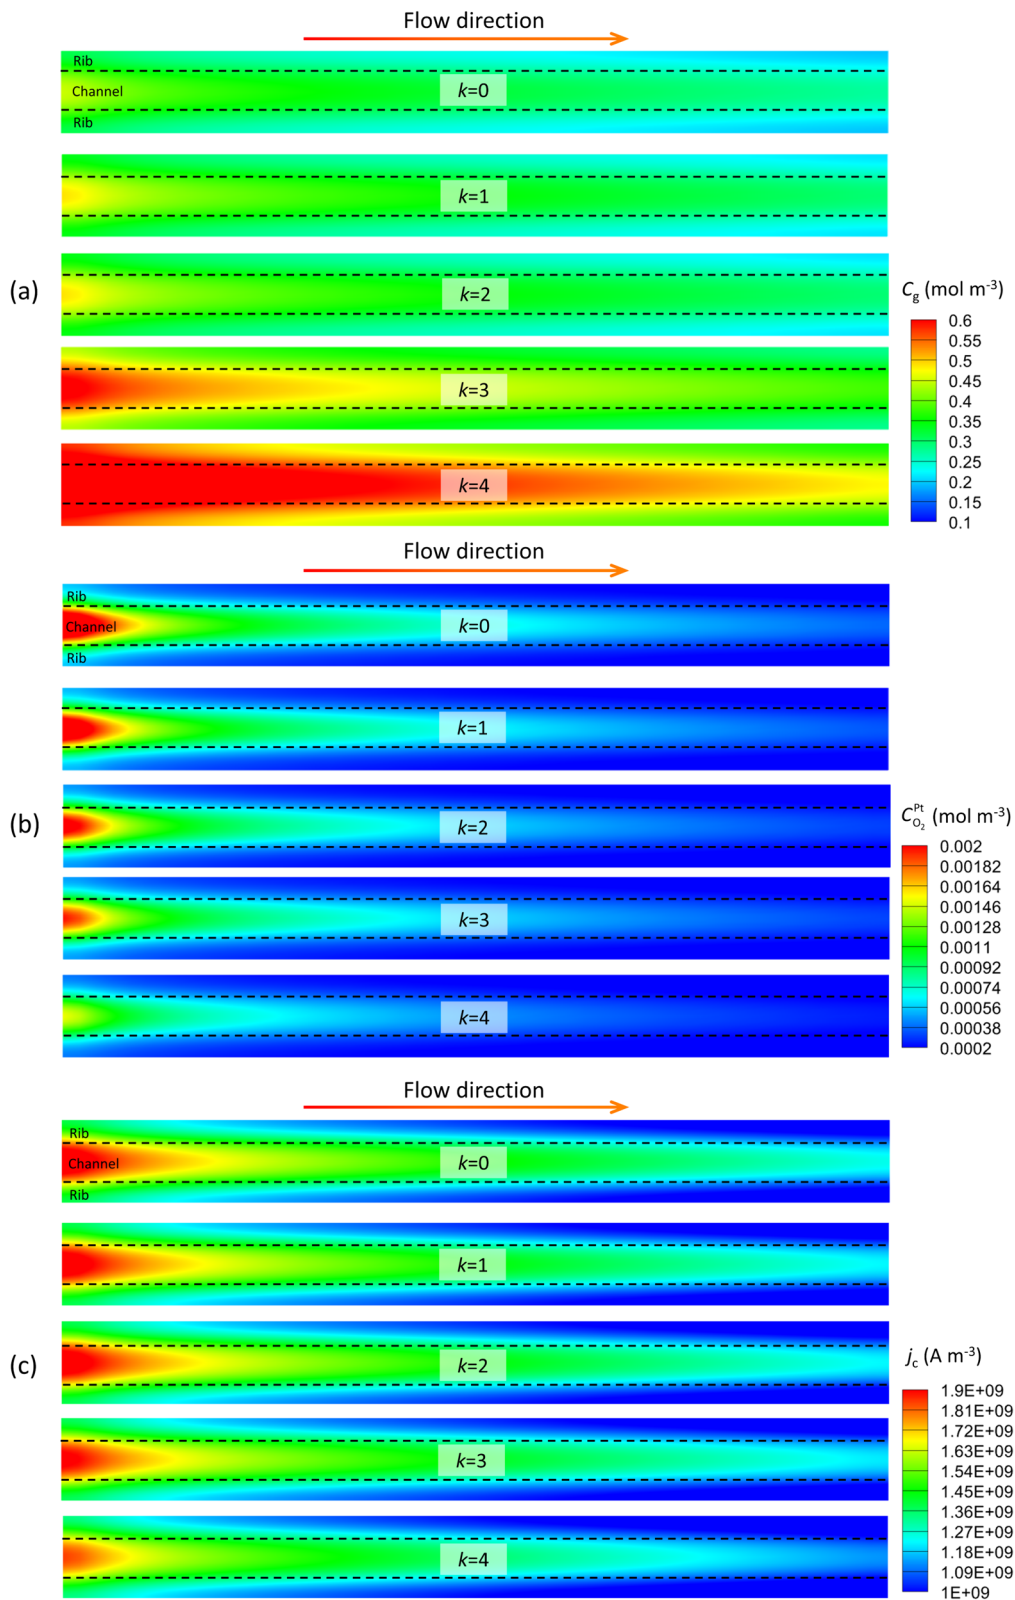 Flow direction
Rib
Channel
Rib
k=0
k=1
(a)
k=2
k=3
k=4
Cg (mol m-3)
0.6
0.55
0.5
0.45
0.4
0.35
0.3
0.25
0.2
0.15
0.1
Flow direction
Rib
Channel
Rib
k=0
k=1
(b)
k=2
k=3
k=4
C Pt O2 (mol m-3)
0.002
0.00182
0.00164
0.00146
0.00128
0.0011
0.00092
0.00074
0.00056
0.00038
0.0002
Flow direction
Rib
Channel
Rib
k=0
k=1
(c)
k=2
k=3
k=4
jc (A m-3)
1.9E+09
1.81E+09
1.72E+09
1.63E+09
1.54E+09
1.45E+09
1.36E+09
1.27E+09
1.18E+09
1.09E+09
1E+09